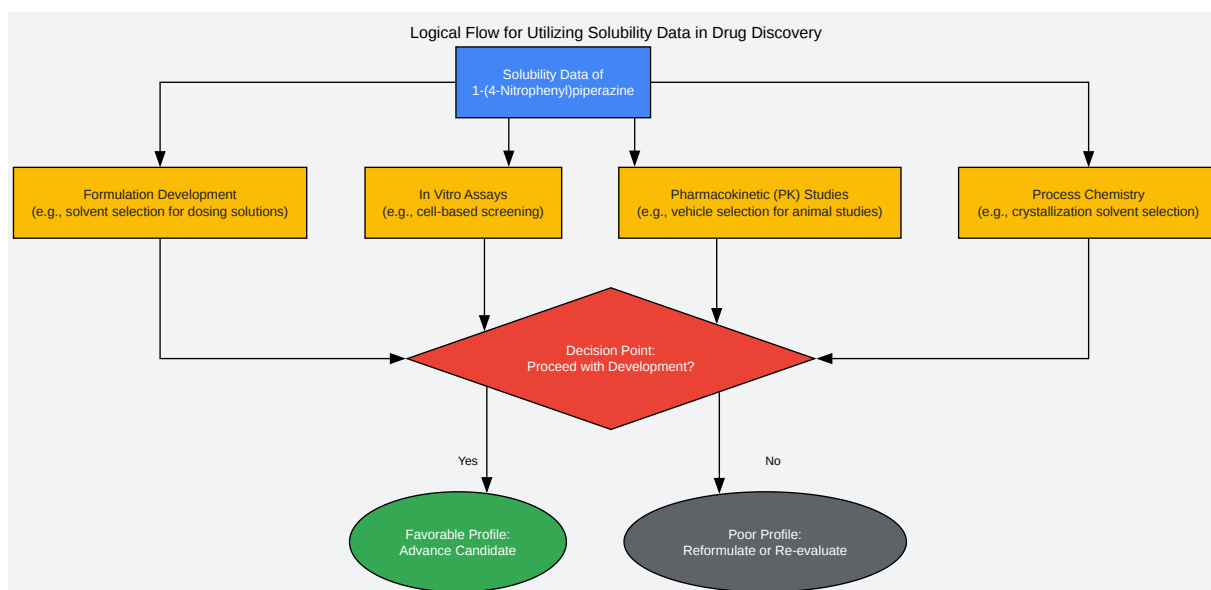 Logical Flow for Utilizing Solubility Data in Drug Discovery
Solubility Data of
1-(4-Nitrophenyl)piperazine
Formulation Development
(e.g., solvent selection for dosing solutions)
In Vitro Assays
(e.g., cell-based screening)
Pharmacokinetic (PK) Studies
(e.g., vehicle selection for animal studies)
Process Chemistry
(e.g., crystallization solvent selection)
Decision Point:
Proceed with Development?
Yes
No
Favorable Profile:
Advance Candidate
Poor Profile:
Reformulate or Re-evaluate